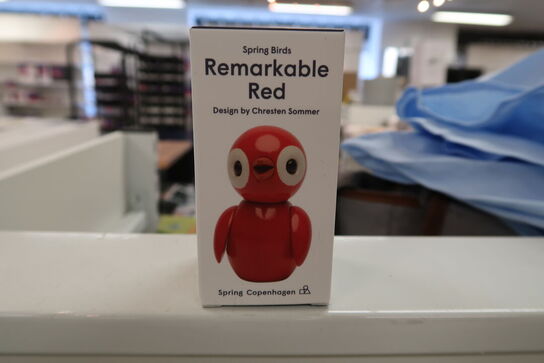 Spring Birds
Remarkable
Red
Design by Chresten Sommer
Spring Copenhagen